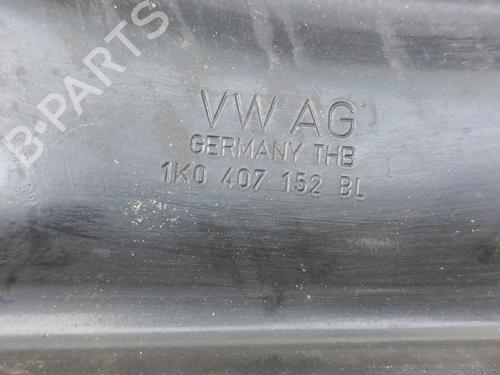 B-PARTS
VW AG
GERMANY THB
1K0 407 152 BL